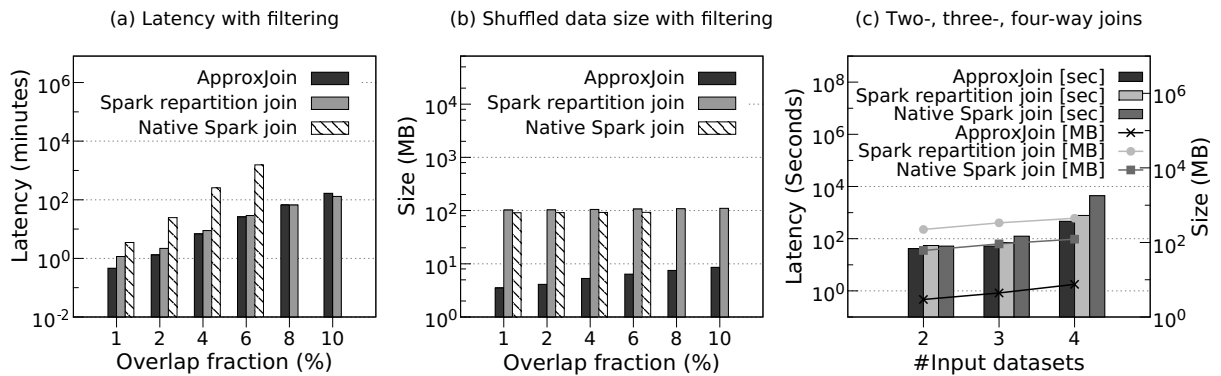 (a) Latency with filtering
Latency (minutes)
10^6
10^4
10^2
10^0
10^-2
ApproxJoin
Spark repartition join
Native Spark join
1 2 4 6 8 10
Overlap fraction (%)
(b) Shuffled data size with filtering
Size (MB)
10^4
10^3
10^2
10^1
10^0
ApproxJoin
Spark repartition join
Native Spark join
1 2 4 6 8 10
Overlap fraction (%)
(c) Two-, three-, four-way joins
Latency (Seconds)
10^8
10^6
10^4
10^2
10^0
ApproxJoin [sec]
Spark repartition join [sec]
Native Spark join [sec]
ApproxJoin [MB]
Spark repartition join [MB]
Native Spark join [MB]
10^6
10^4
10^2
10^0
Size (MB)
2 3 4
#Input datasets